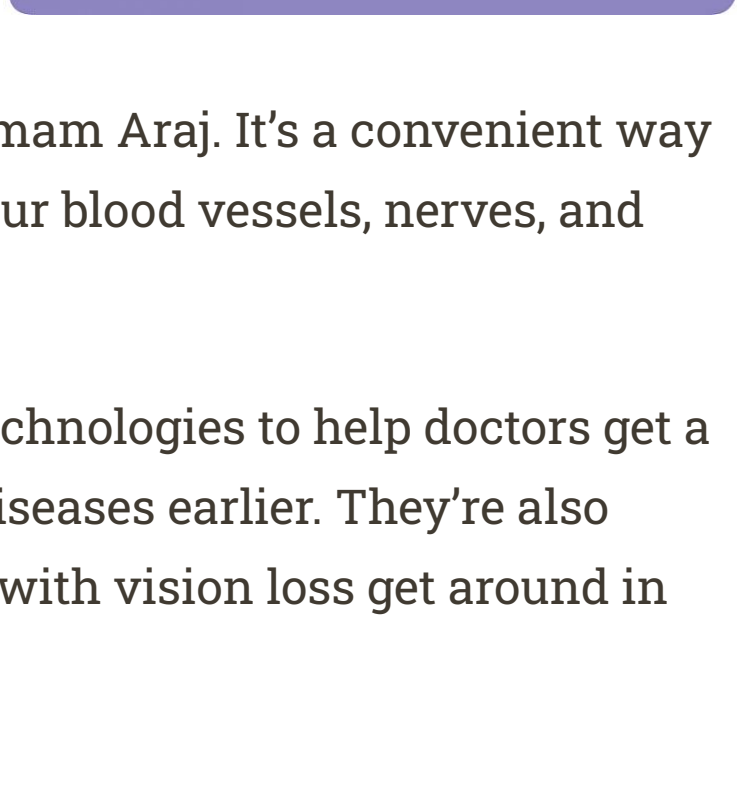 mam Araj. It’s a convenient way
ur blood vessels, nerves, and
chnologies to help doctors get a
iseases earlier. They’re also
with vision loss get around in